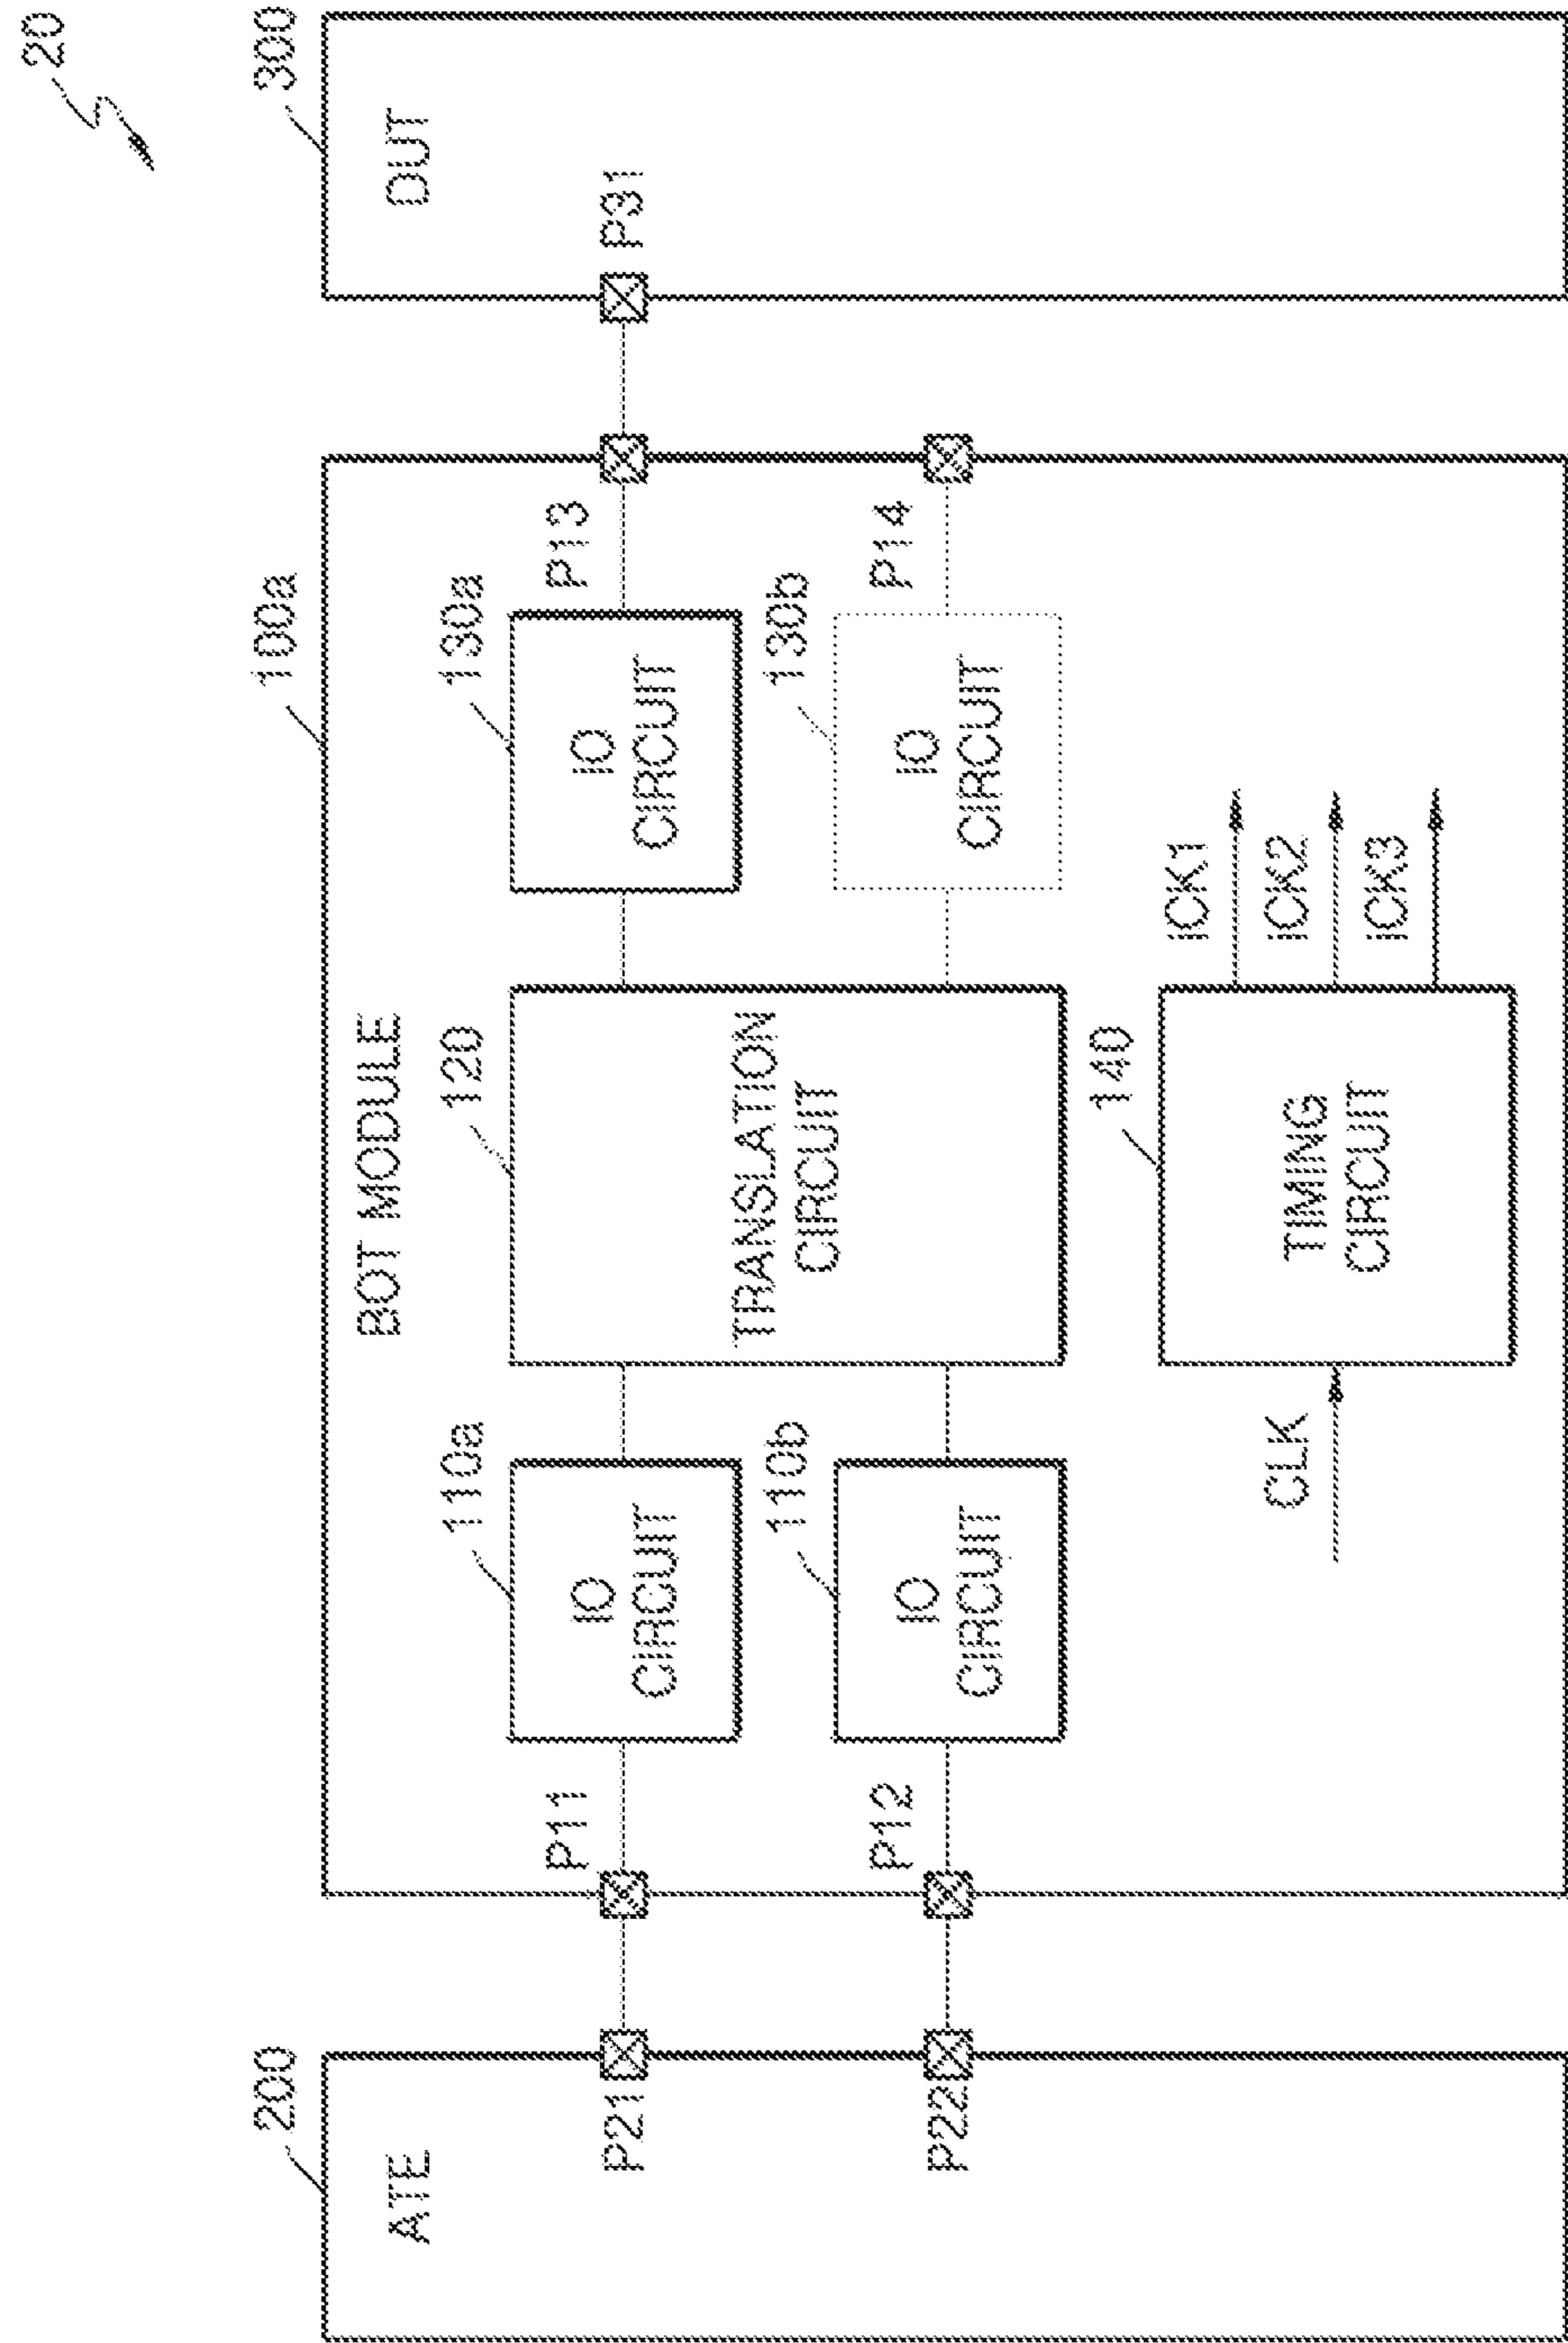 20
200
ATE
P21
P22
100a
BOT MODULE
P11
110a
IO
CIRCUIT
P12
110b
IO
CIRCUIT
120
TRANSLATION
CIRCUIT
130a
IO
CIRCUIT
P13
130b
IO
CIRCUIT
P14
CLK
140
TIMING
CIRCUIT
ICK1
ICK2
ICK3
300
DUT
P31